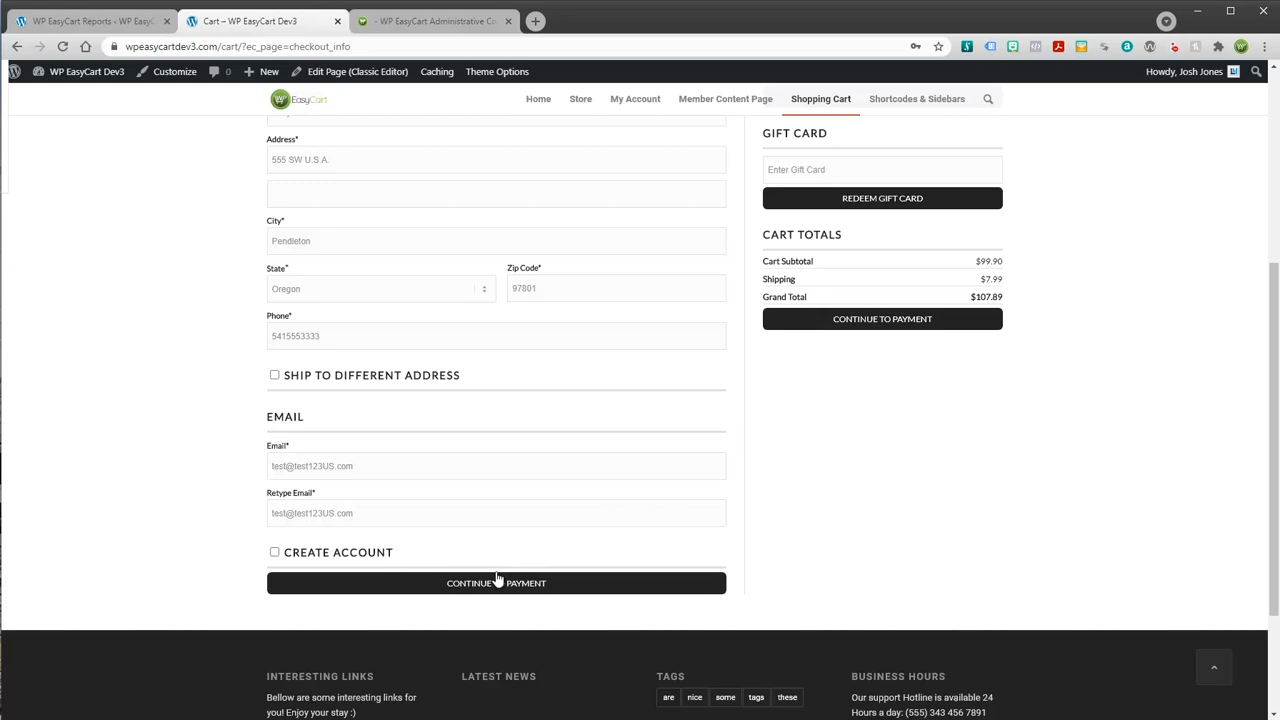 WP EasyCart Reports ‹ WP EasyC
Cart – WP EasyCart Dev3
- WP EasyCart Administrative Co
wpeasycartdev3.com/cart/?ec_page=checkout_info
WP EasyCart Dev3
Customize
0
New
Edit Page (Classic Editor)
Caching
Theme Options
Howdy, Josh Jones
WP EasyCart
Home
Store
My Account
Member Content Page
Shopping Cart
Shortcodes & Sidebars
Address*
555 SW U.S.A.
City*
Pendleton
State*
Zip Code*
Oregon
97801
Phone*
5415553333
SHIP TO DIFFERENT ADDRESS
EMAIL
Email*
test@test123US.com
Retype Email*
test@test123US.com
CREATE ACCOUNT
CONTINUE PAYMENT
GIFT CARD
Enter Gift Card
REDEEM GIFT CARD
CART TOTALS
Cart Subtotal $99.90
Shipping $7.99
Grand Total $107.89
CONTINUE TO PAYMENT
INTERESTING LINKS
Bellow are some interesting links for
you! Enjoy your stay :)
LATEST NEWS
TAGS
are nice some tags these
BUSINESS HOURS
Our support Hotline is available 24
Hours a day: (555) 343 456 7891